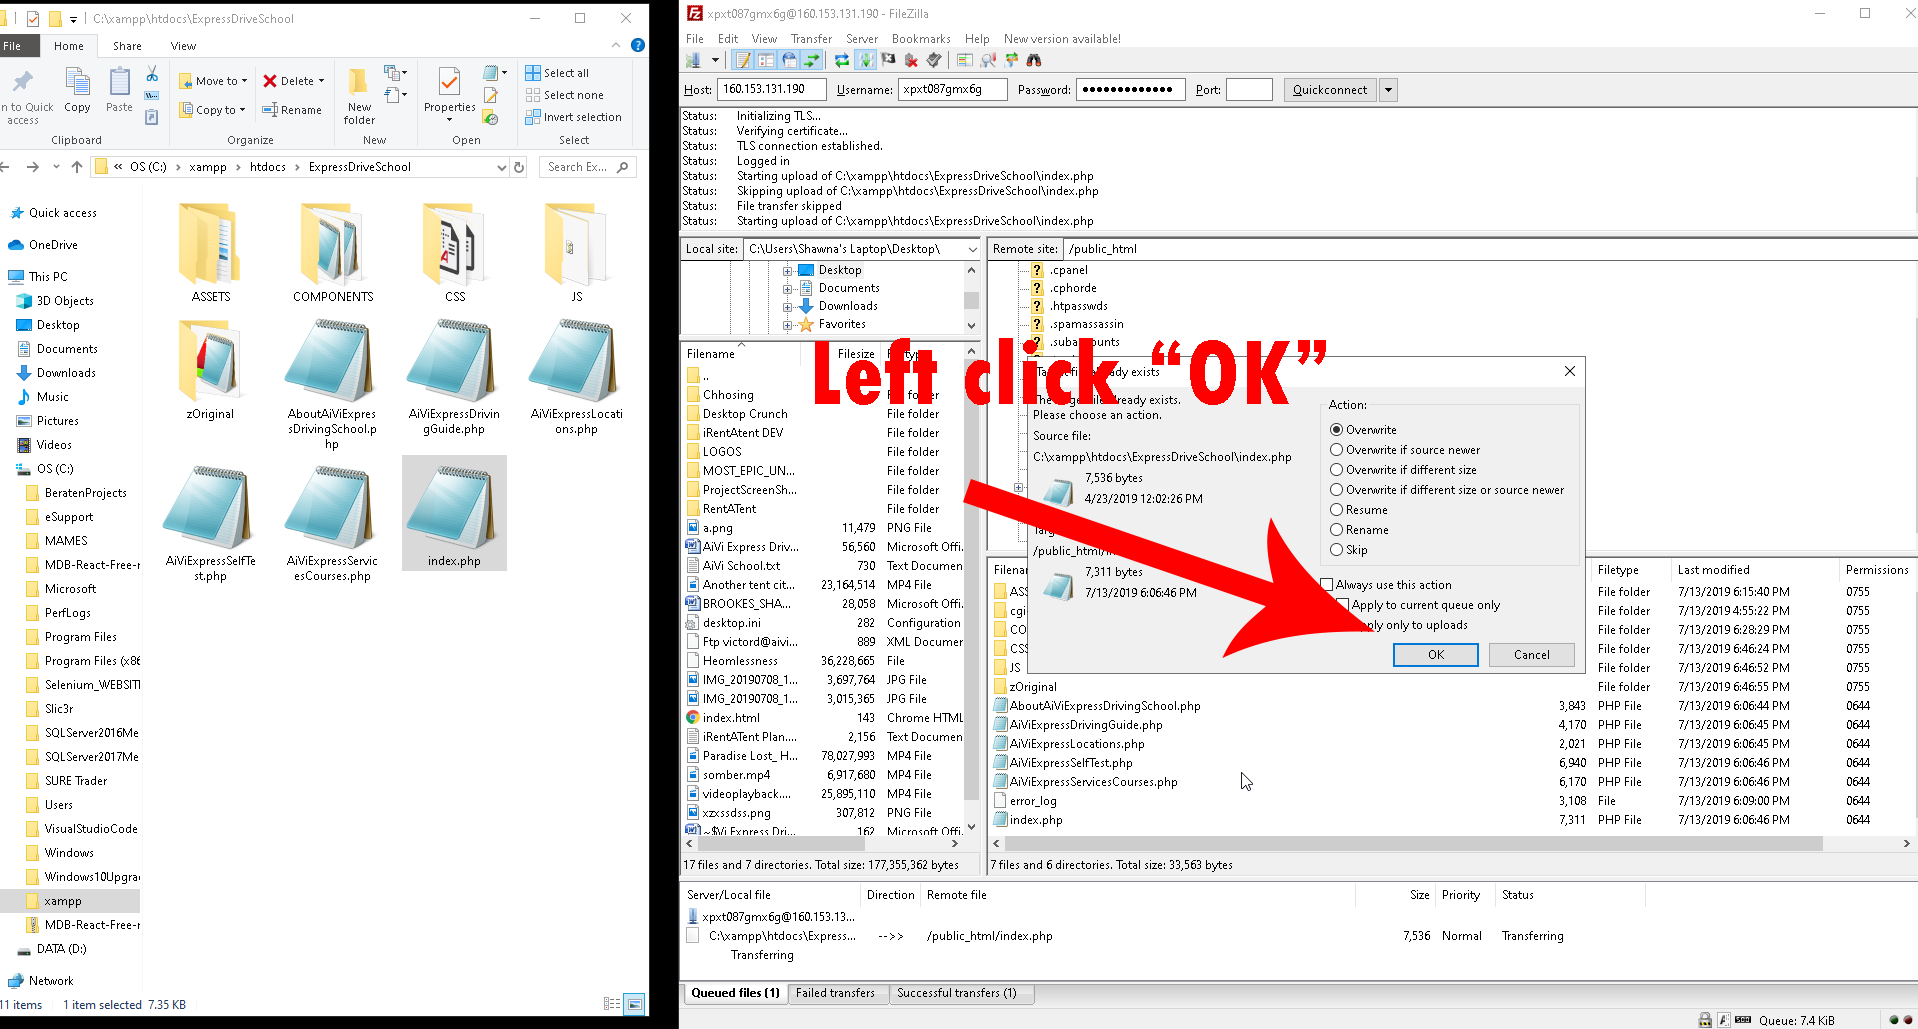 C:\xampp\htdocs\ExpressDriveSchool
File Home Share View
n to Quick access
Copy
Paste
Clipboard
Move to
Copy to
Delete
Rename
Organize
New folder
New
Properties
Open
Select all
Select none
Invert selection
Select
« OS (C:) › xampp › htdocs › ExpressDriveSchool
Search Ex...
Quick access
OneDrive
This PC
3D Objects
Desktop
Documents
Downloads
Music
Pictures
Videos
OS (C:)
BeratenProjects
eSupport
MAMES
MDB-React-Free-r
Microsoft
PerfLogs
Program Files
Program Files (x86
Selenium_WEBSITI
Slic3r
SQLServer2016Me
SQLServer2017Me
SURE Trader
Users
VisualStudioCode
Windows
Windows10Upgra
xampp
MDB-React-Free-r
DATA (D:)
Network
ASSETS
COMPONENTS
CSS
JS
zOriginal
AboutAiViExpres
sDrivingSchool.p
hp
AiViExpressDrivin
gGuide.php
AiViExpressLocati
ons.php
AiViExpressSelfTe
st.php
AiViExpressServic
esCourses.php
index.php
11 items 1 item selected 7.35 KB
xpxt087gmx6g@160.153.131.190 - FileZilla
File Edit View Transfer Server Bookmarks Help New version available!
Host: 160.153.131.190 Username: xpxt087gmx6g Password: ●●●●●●●●●●●●● Port: Quickconnect
Status: Initializing TLS...
Status: Verifying certificate...
Status: TLS connection established.
Status: Logged in
Status: Starting upload of C:\xampp\htdocs\ExpressDriveSchool\index.php
Status: Skipping upload of C:\xampp\htdocs\ExpressDriveSchool\index.php
Status: File transfer skipped
Status: Starting upload of C:\xampp\htdocs\ExpressDriveSchool\index.php
Local site: C:\Users\Shawna's Laptop\Desktop\
Desktop
Documents
Downloads
Favorites
Remote site: /public_html
.cpanel
.cphorde
.htpasswds
.spamassassin
Left click “OK”
Filename Filesize
..
Chhosing File folder
Desktop Crunch File folder
iRentAtent DEV File folder
LOGOS File folder
MOST_EPIC_UN... File folder
ProjectScreenSh... File folder
RentATent File folder
a.png 11,479 PNG File
AiVi Express Driv... 56,560 Microsoft Offi...
AiVi School.txt 730 Text Documen
Another tent cit... 23,164,514 MP4 File
BROOKES_SHA... 28,058 Microsoft Offi...
desktop.ini 282 Configuration
Ftp victord@aivi... 889 XML Documen
Heomlessness 36,228,665 File
IMG_20190708_1... 3,697,764 JPG File
IMG_20190708_1... 3,015,365 JPG File
index.html 143 Chrome HTML
iRentATent Plan.... 2,156 Text Documen
Paradise Lost_ H... 78,027,993 MP4 File
somber.mp4 6,917,680 MP4 File
videoplayback.... 25,895,110 MP4 File
xzxssdss.png 307,812 PNG File
~$Vi Express Dri... 162 Microsoft Offi...
17 files and 7 directories. Total size: 177,355,362 bytes
already exists
already exists.
Please choose an action.
Source file:
C:\xampp\htdocs\ExpressDriveSchool\index.php
7,536 bytes
4/23/2019 12:02:26 PM
7,311 bytes
7/13/2019 6:06:46 PM
Action:
Overwrite
Overwrite if source newer
Overwrite if different size
Overwrite if different size or source newer
Resume
Rename
Skip
Always use this action
Apply to current queue only
only to uploads
OK Cancel
Filetype Last modified Permissions
File folder 7/13/2019 6:15:40 PM 0755
File folder 7/13/2019 4:55:22 PM 0755
File folder 7/13/2019 6:28:29 PM 0755
File folder 7/13/2019 6:46:24 PM 0755
JS File folder 7/13/2019 6:46:52 PM 0755
zOriginal File folder 7/13/2019 6:46:55 PM 0755
AboutAiViExpressDrivingSchool.php 3,843 PHP File 7/13/2019 6:06:44 PM 0644
AiViExpressDrivingGuide.php 4,170 PHP File 7/13/2019 6:06:45 PM 0644
AiViExpressLocations.php 2,021 PHP File 7/13/2019 6:06:45 PM 0644
AiViExpressSelfTest.php 6,940 PHP File 7/13/2019 6:06:45 PM 0644
AiViExpressServicesCourses.php 6,170 PHP File 7/13/2019 6:06:45 PM 0644
error_log 3,108 File 7/13/2019 6:09:00 PM 0644
index.php 7,311 PHP File 7/13/2019 6:06:46 PM 0644
7 files and 6 directories. Total size: 33,563 bytes
Server/Local file Direction Remote file Size Priority Status
xpxt087gmx6g@160.153.13...
C:\xampp\htdocs\Express... -->> /public_html/index.php 7,536 Normal Transferring
Transferring
Queued files (1) Failed transfers Successful transfers (1)
Queue: 7.4 KiB